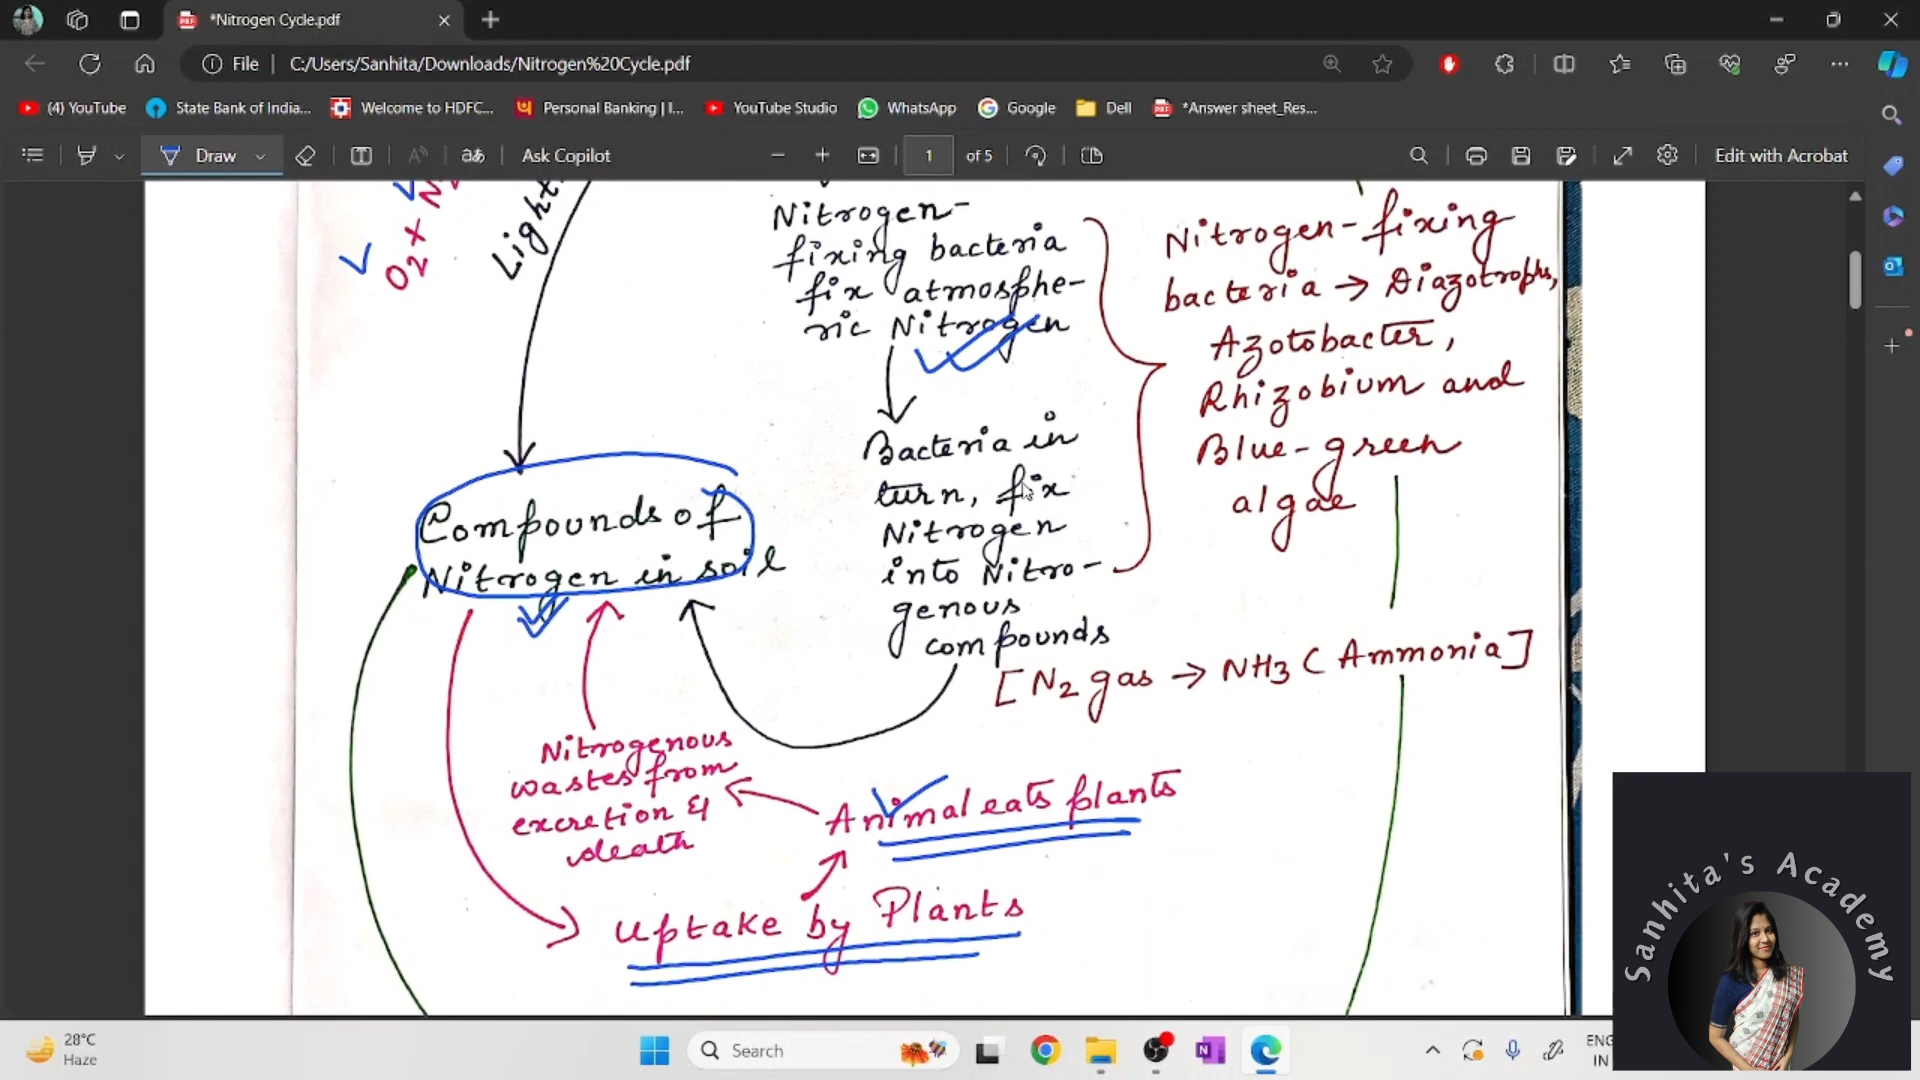 *Nitrogen Cycle.pdf
File
C:/Users/Sanhita/Downloads/Nitrogen%20Cycle.pdf
(4) YouTube
State Bank of India...
Welcome to HDFC...
Personal Banking | I...
YouTube Studio
WhatsApp
Google
Dell
*Answer sheet_Res...
Draw
Ask Copilot
1
of 5
Edit with Acrobat
O2 + N
Light
Nitrogen-
fixing bacteria
fix atmosphe-
ric Nitrogen
Bacteria in
turn, fix
Nitrogen
into Nitro-
genous
compounds
[N2 gas → NH3 (Ammonia]
Nitrogen-fixing
bacteria → Diazotrophs,
Azotobacter,
Rhizobium and
Blue-green
algae
Compounds of
Nitrogen in soil
Nitrogenous
wastes from
excretion &
death
Animal eats plants
Uptake by Plants
Sanhita's Academy
28°C
Haze
Search
ENG
IN